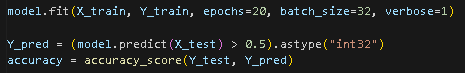 model.fit(X_train, Y_train, epochs=20, batch_size=32, verbose=1)
Y_pred = (model.predict(X_test) > 0.5).astype("int32")
accuracy = accuracy_score(Y_test, Y_pred)